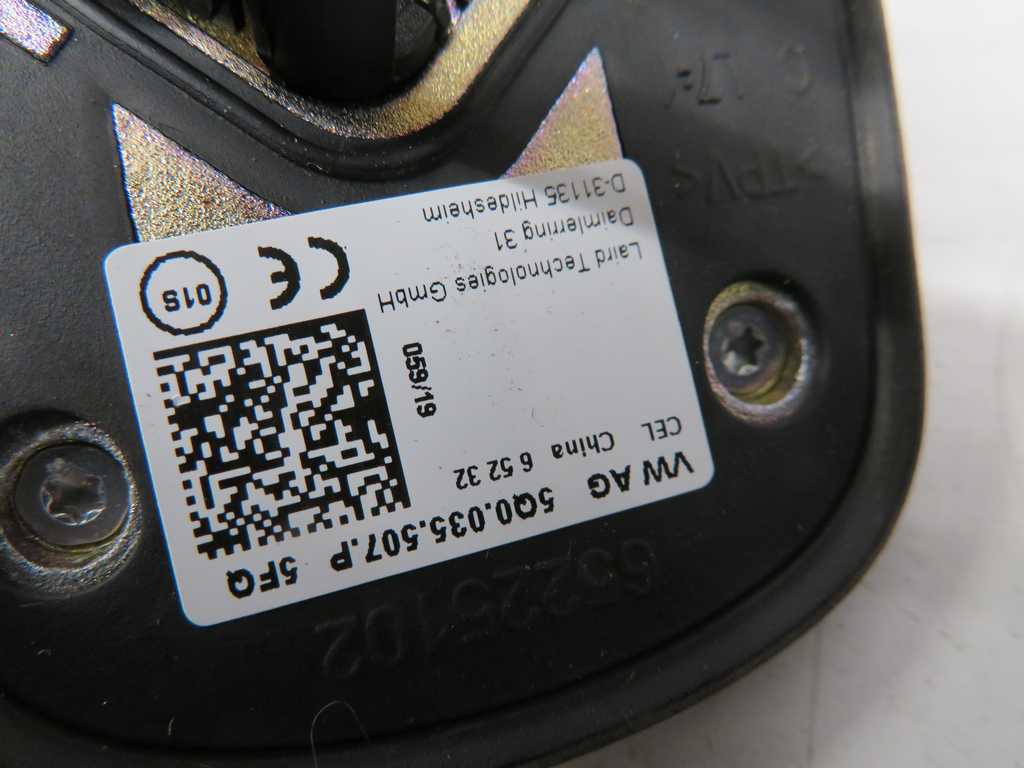 VW AG 5Q0.035.507.P 5FQ
CEL China 6 52 32
059/19
Laird Technologies GmbH
Daimlerring 31
D-31135 Hildesheim
CE
01S
65225102